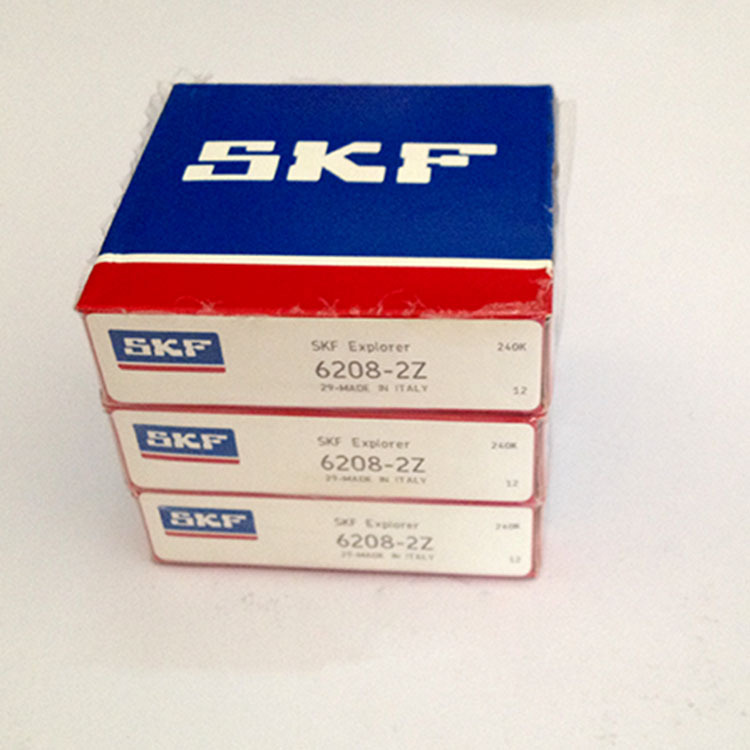 SKF
SKF
SKF Explorer
240K
6208-2Z
29-MADE IN ITALY
12
SKF
SKF Explorer
240K
6208-2Z
29-MADE IN ITALY
12
SKF
SKF Explorer
240K
6208-2Z
29-MADE IN ITALY
12